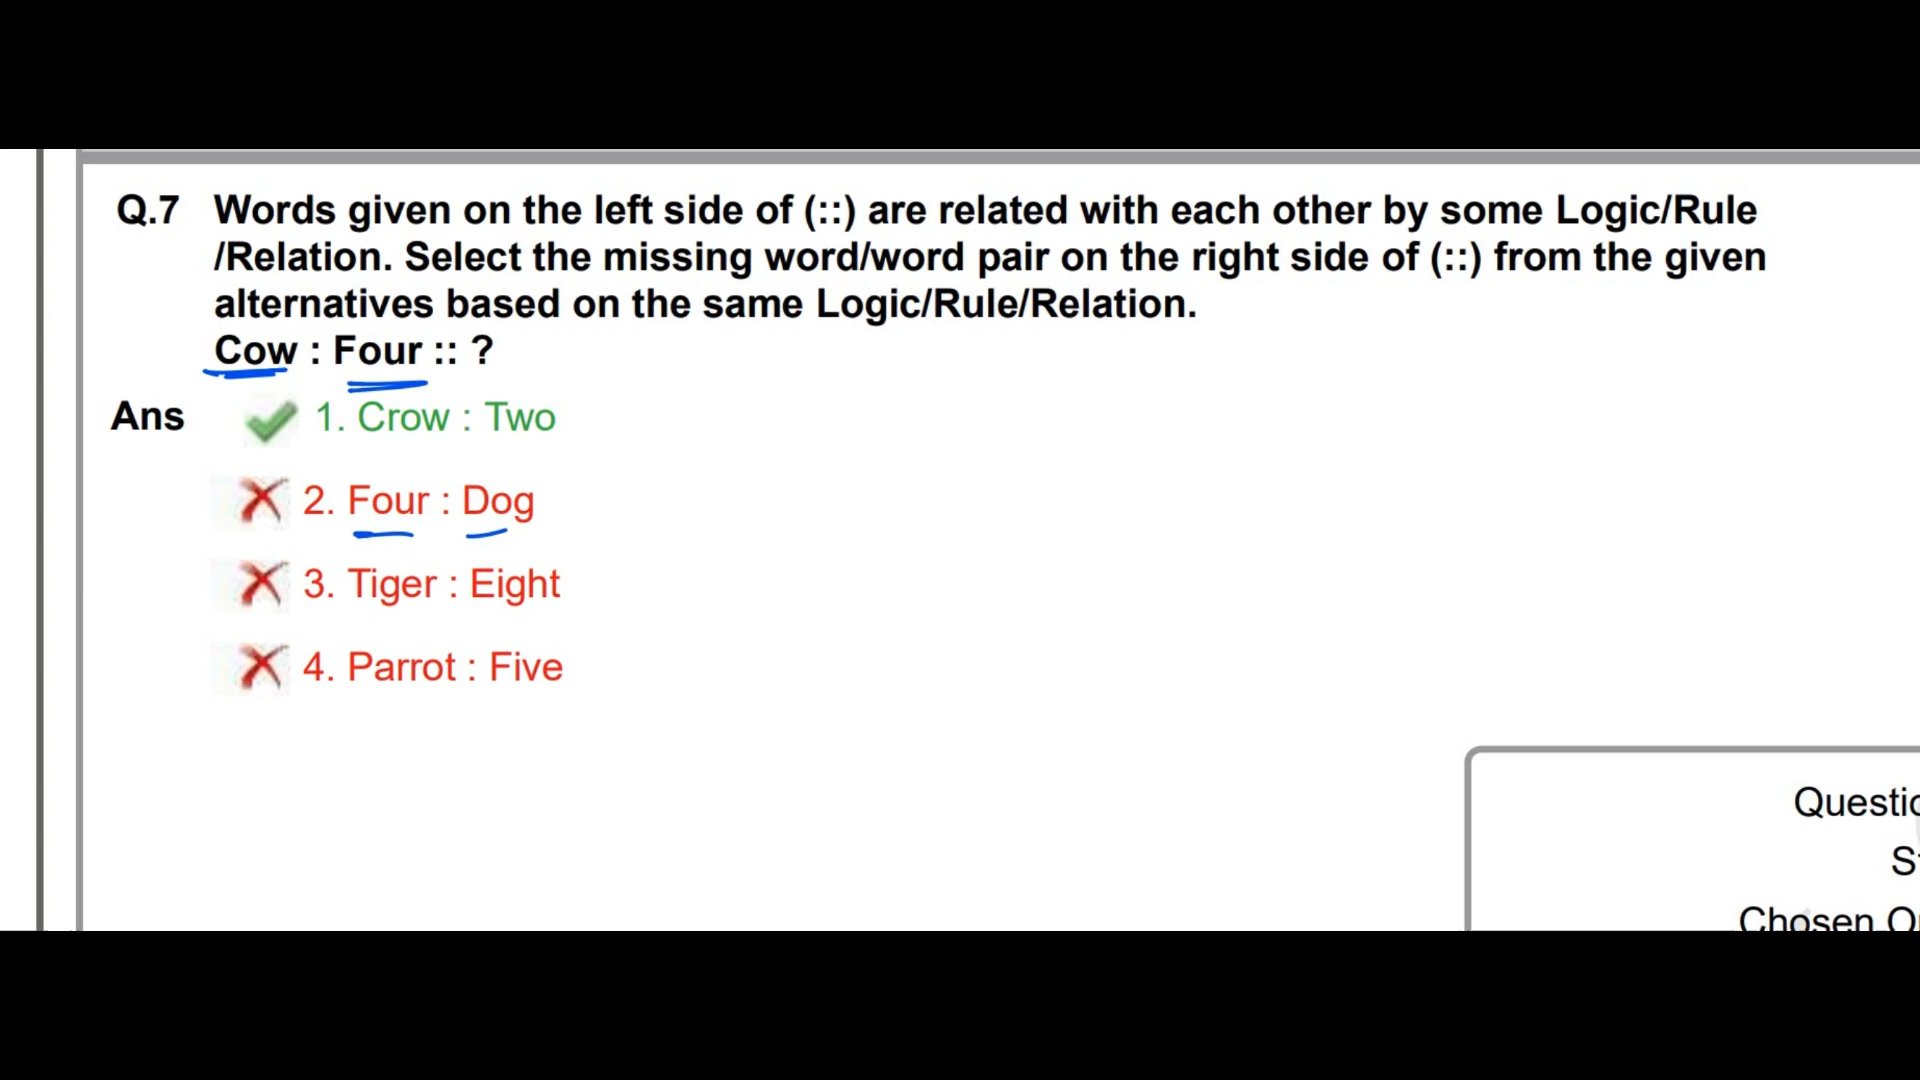 Q.7 Words given on the left side of (::) are related with each other by some Logic/Rule
/Relation. Select the missing word/word pair on the right side of (::) from the given
alternatives based on the same Logic/Rule/Relation.
Cow : Four :: ?
Ans 1. Crow : Two
2. Four : Dog
3. Tiger : Eight
4. Parrot : Five
Chosen